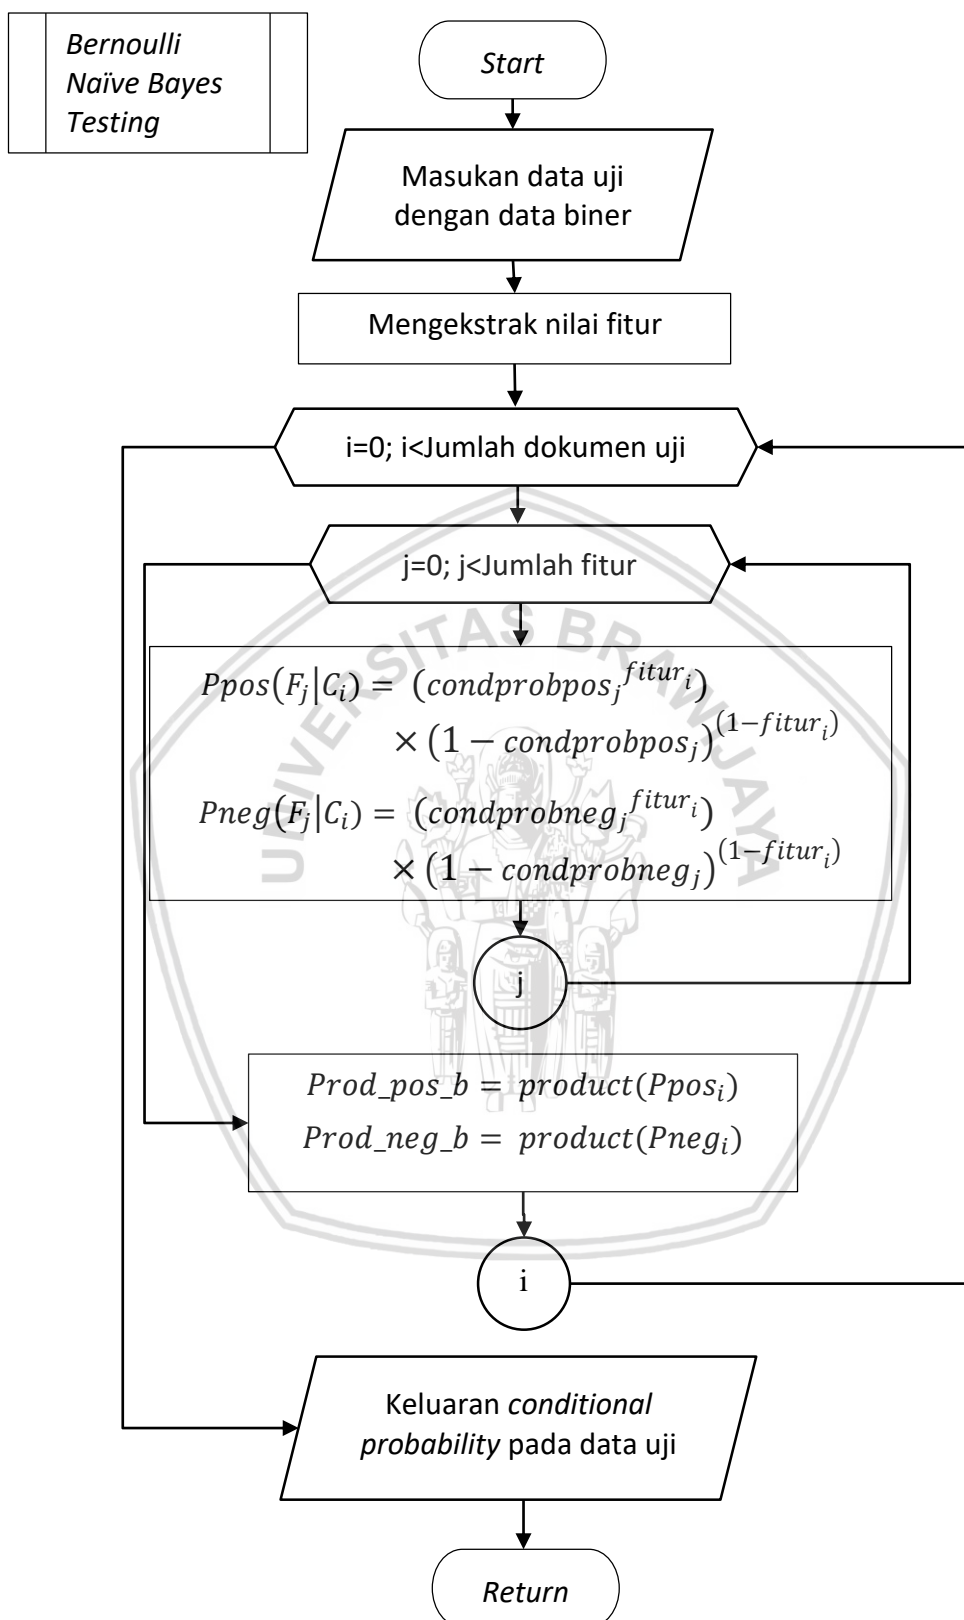 Bernoulli
Naïve Bayes
Testing
Start
Masukan data uji
dengan data biner
Mengekstrak nilai fitur
i=0; i<Jumlah dokumen uji
j=0; j<Jumlah fitur
UNIVERSITAS BRAWIJAYA
Ppos(F_j|C_i) = (condprobpos_j^{fitur_i})
× (1 − condprobpos_j)^{(1−fitur_i)}
Pneg(F_j|C_i) = (condprobneg_j^{fitur_i})
× (1 − condprobneg_j)^{(1−fitur_i)}
j
Prod_pos_b = product(Ppos_i)
Prod_neg_b = product(Pneg_i)
i
Keluaran conditional
probability pada data uji
Return